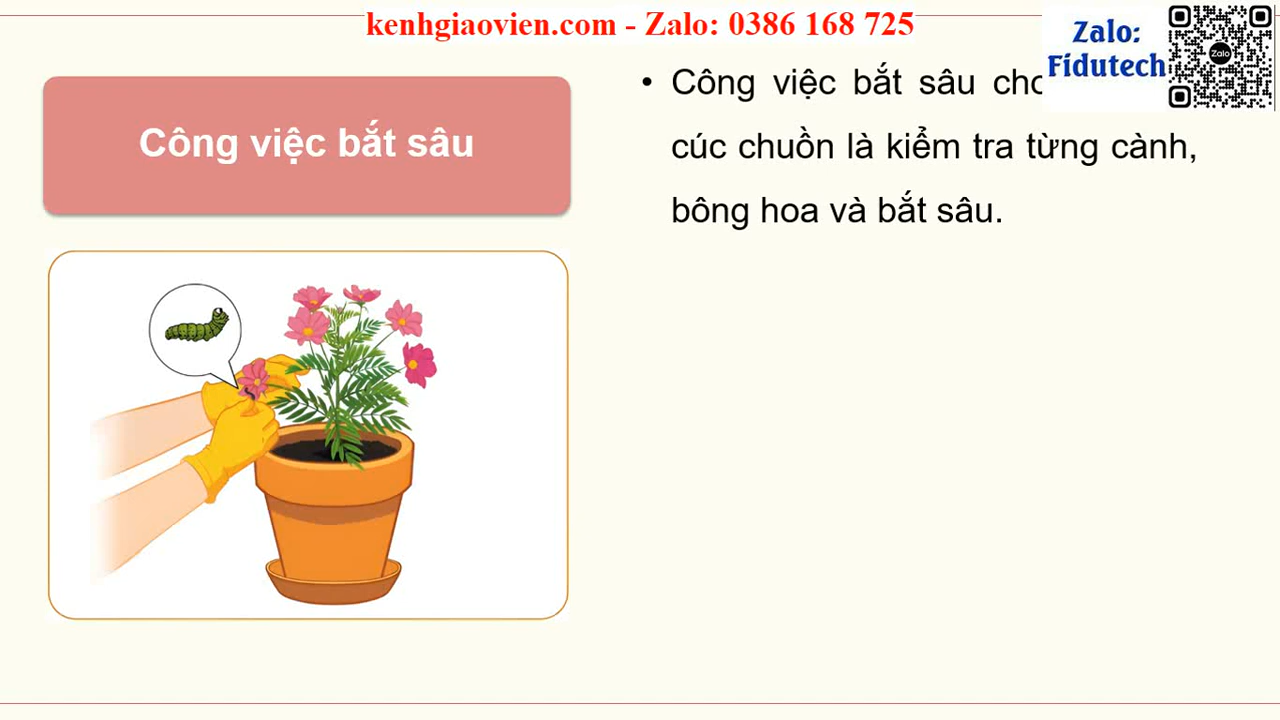 kenhgiaovien.com - Zalo: 0386 168 725
Zalo:
Fidutech
Zalo
Công việc bắt sâu
• Công việc bắt sâu
cúc chuồn là kiểm tra từng cành,
bông hoa và bắt sâu.